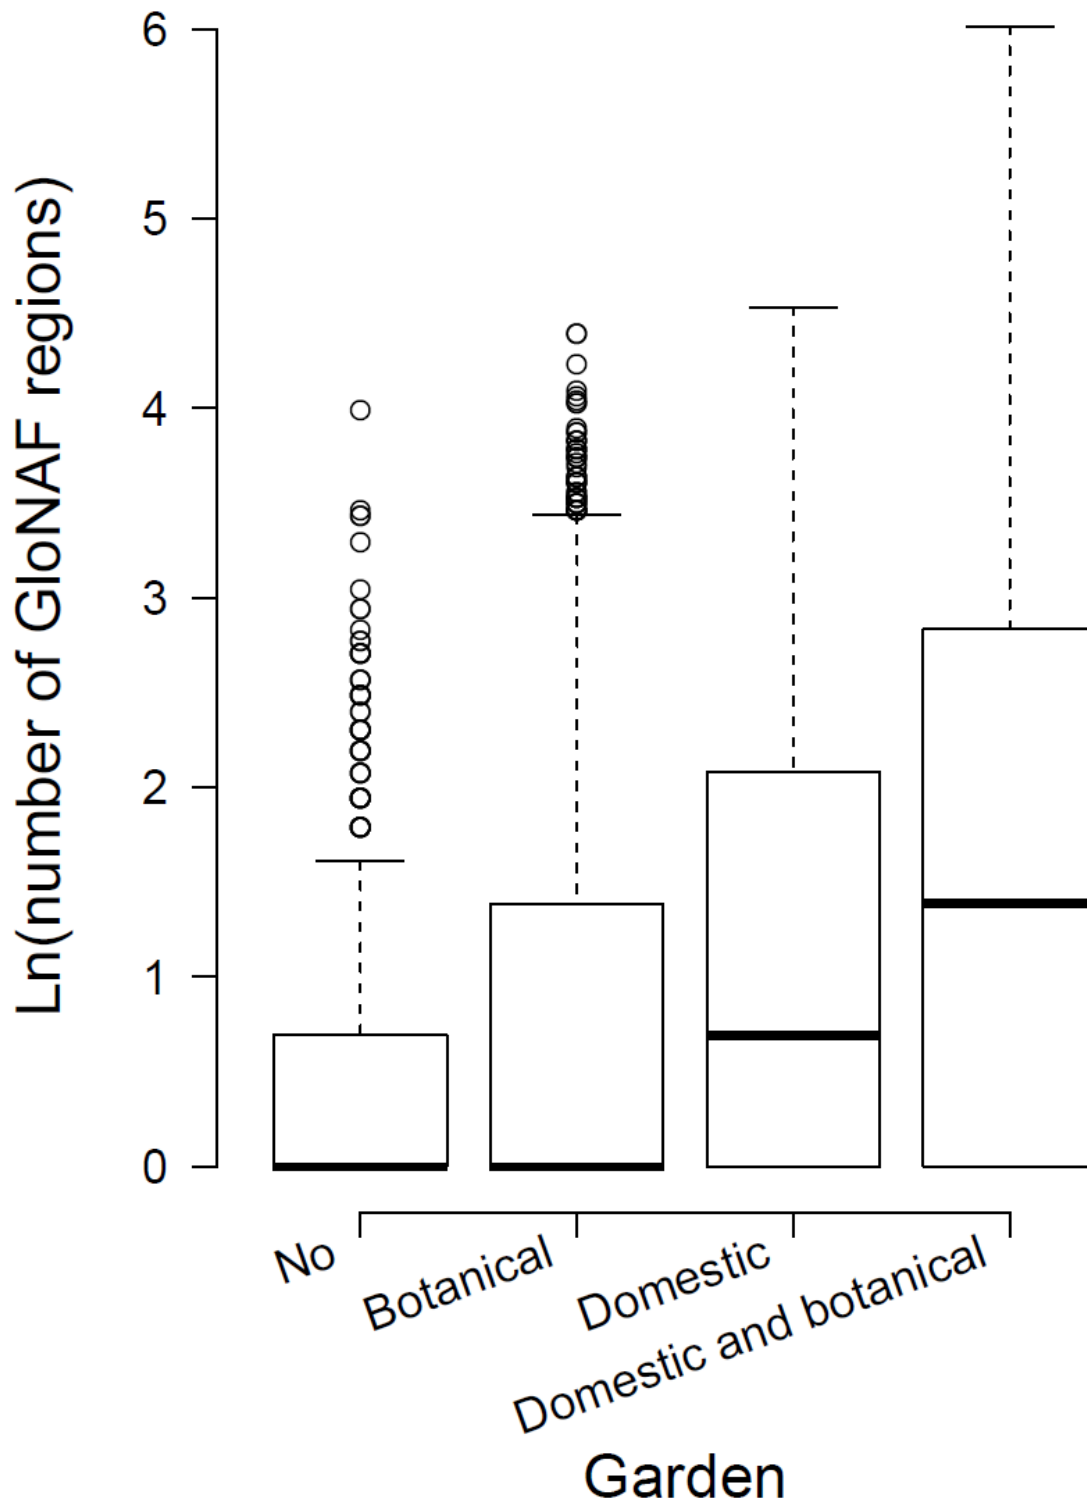 Ln(number of GloNAF regions)
6
5
4
3
2
1
0
No
Botanical
Domestic
Domestic and botanical
Garden